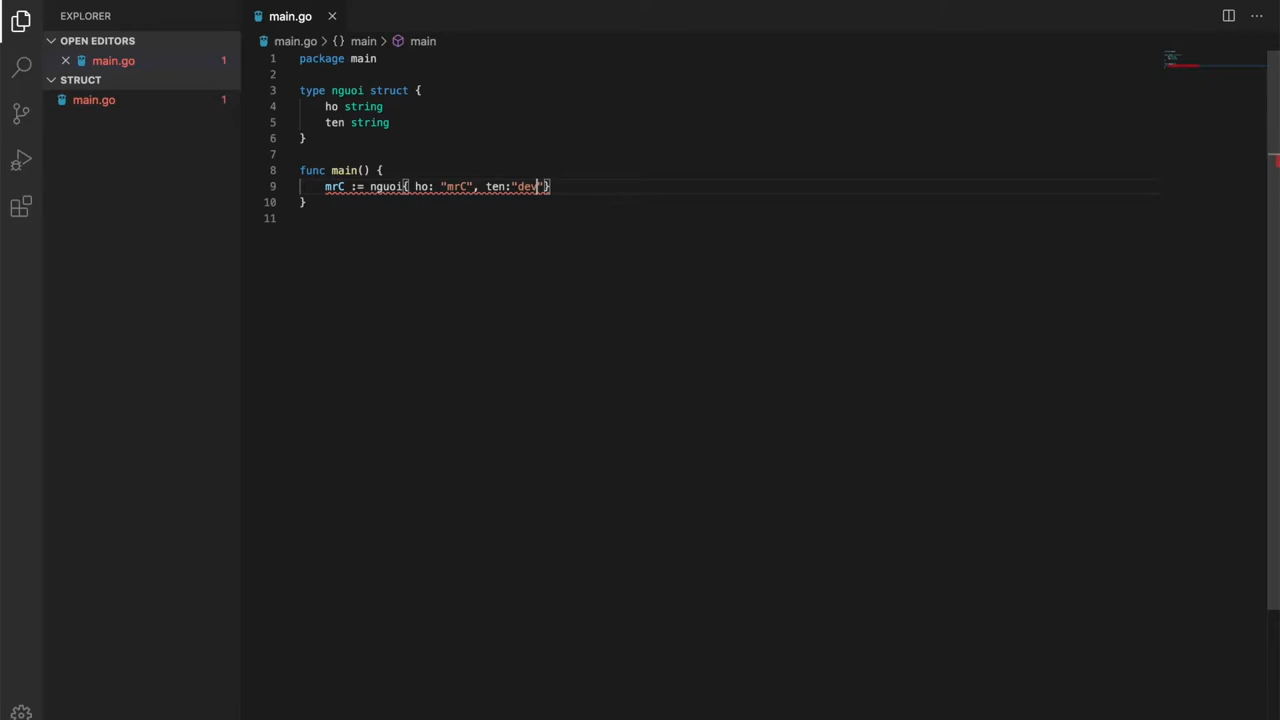 EXPLORER
OPEN EDITORS
main.go 1
STRUCT
main.go 1
main.go
main.go > {} main > main
1 package main
2
3 type nguoi struct {
4 ho string
5 ten string
6 }
7
8 func main() {
9 mrC := nguoi{ ho: "mrC", ten:"dev"}
10 }
11